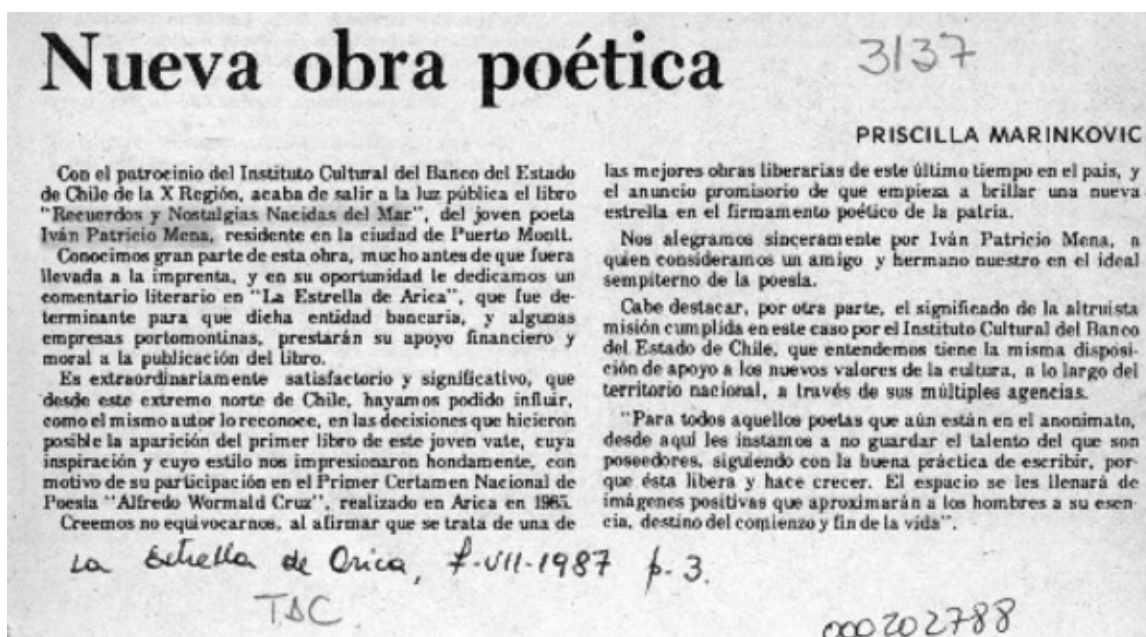 Nueva obra poética
3137
PRISCILLA MARINKOVIC
Con el patrocinio del Instituto Cultural del Banco del Estado
de Chile de la X Región, acaba de salir a la luz pública el libro
"Recuerdos y Nostalgias Nacidas del Mar", del joven poeta
Iván Patricio Mena, residente en la ciudad de Puerto Montt.
Conocimos gran parte de esta obra, mucho antes de que fuera
llevada a la imprenta, y en su oportunidad le dedicamos un
comentario literario en "La Estrella de Arica", que fue de-
terminante para que dicha entidad bancaria, y algunas
empresas portomontinas, prestarán su apoyo financiero y
moral a la publicación del libro.
Es extraordinariamente satisfactorio y significativo, que
desde este extremo norte de Chile, hayamos podido influir,
como el mismo autor lo reconoce, en las decisiones que hicieron
posible la aparición del primer libro de este joven vate, cuya
inspiración y cuyo estilo nos impresionaron hondamente, con
motivo de su participación en el Primer Certamen Nacional de
Poesía "Alfredo Wormald Cruz", realizado en Arica en 1985.
Creemos no equivocarnos, al afirmar que se trata de una de
las mejores obras liberarias de este último tiempo en el país, y
el anuncio promisorio de que empieza a brillar una nueva
estrella en el firmamento poético de la patria.
Nos alegramos sinceramente por Iván Patricio Mena, a
quien consideramos un amigo y hermano nuestro en el ideal
sempiterno de la poesía.
Cabe destacar, por otra parte, el significado de la altruista
misión cumplida en este caso por el Instituto Cultural del Banco
del Estado de Chile, que entendemos tiene la misma disposi-
ción de apoyo a los nuevos valores de la cultura, a lo largo del
territorio nacional, a través de sus múltiples agencias.
"Para todos aquellos poetas que aún están en el anonimato,
desde aquí les instamos a no guardar el talento del que son
poseedores, siguiendo con la buena práctica de escribir, por-
que ésta libera y hace crecer. El espacio se les llenará de
imágenes positivas que aproximarán a los hombres a su esen-
cia, destino del comienzo y fin de la vida".
La Estrella de Arica, -VII-1987 p. 3.
000202788